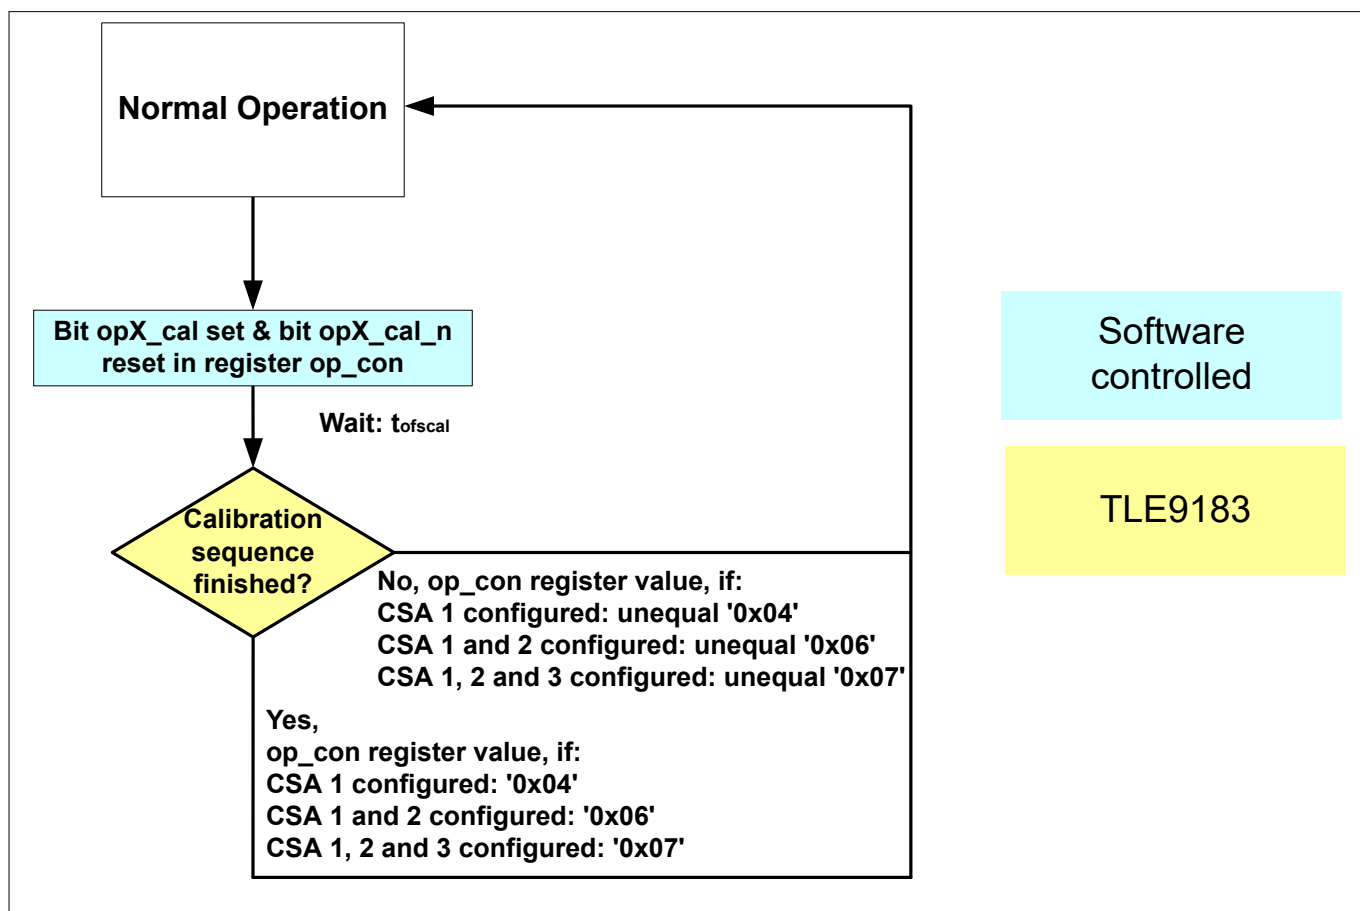 Normal Operation
Bit opX_cal set & bit opX_cal_n
reset in register op_con
Wait: tofscal
Calibration
sequence
finished?
No, op_con register value, if:
CSA 1 configured: unequal '0x04'
CSA 1 and 2 configured: unequal '0x06'
CSA 1, 2 and 3 configured: unequal '0x07'
Yes,
op_con register value, if:
CSA 1 configured: '0x04'
CSA 1 and 2 configured: '0x06'
CSA 1, 2 and 3 configured: '0x07'
Software
controlled
TLE9183